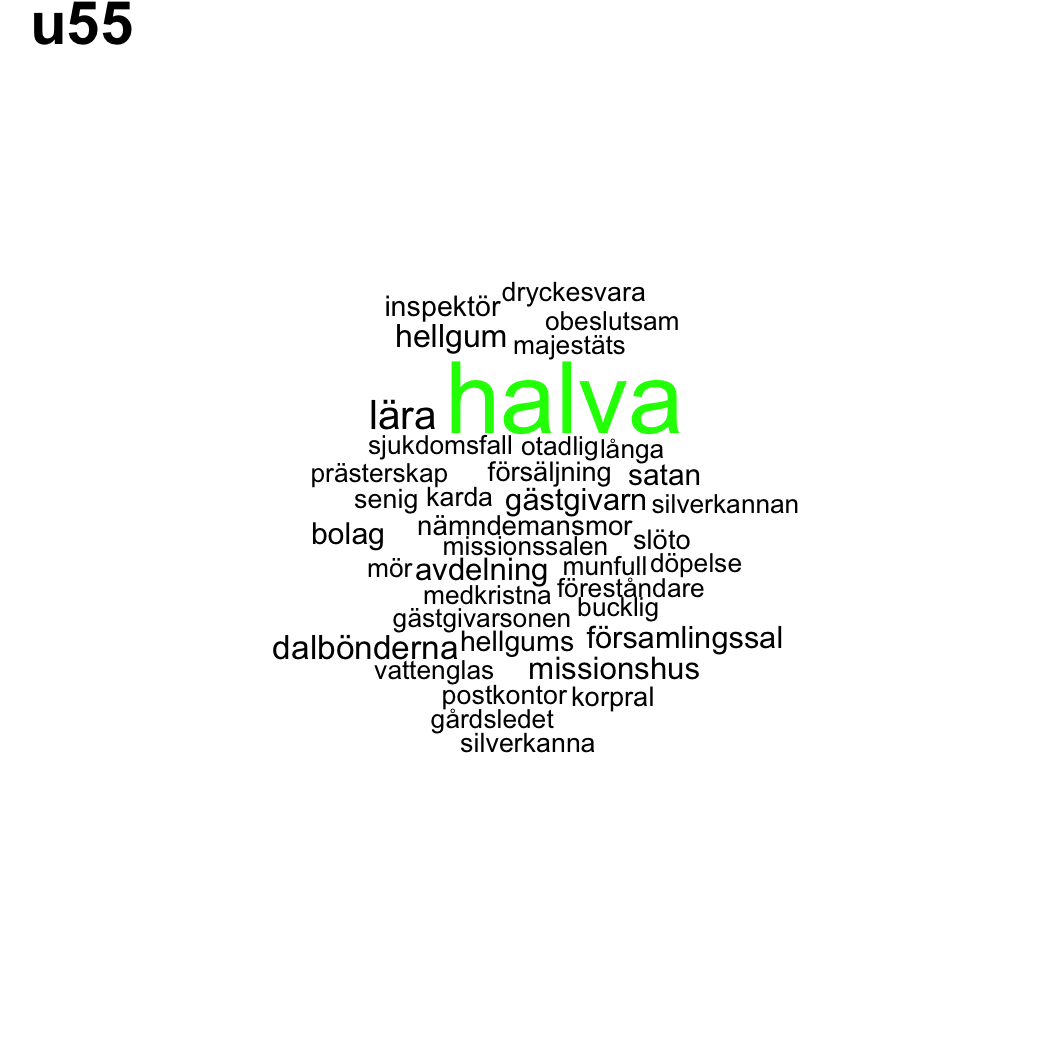 u55
dryckesvara
inspektör
obeslutsam
hellgum majestäts
halva
lära
sjukdomsfall otadlig långa
prästerskap försäljning satan
senig karda gästgivarn silverkannan
nämndemansmor
bolag missionssalen slöto
mör avdelning munfull döpelse
medkristna föreståndare
gästgivarsonen bucklig
dalbönderna hellgums församlingssal
vattenglas missionshus
postkontor korpral
gårdsledet
silverkanna